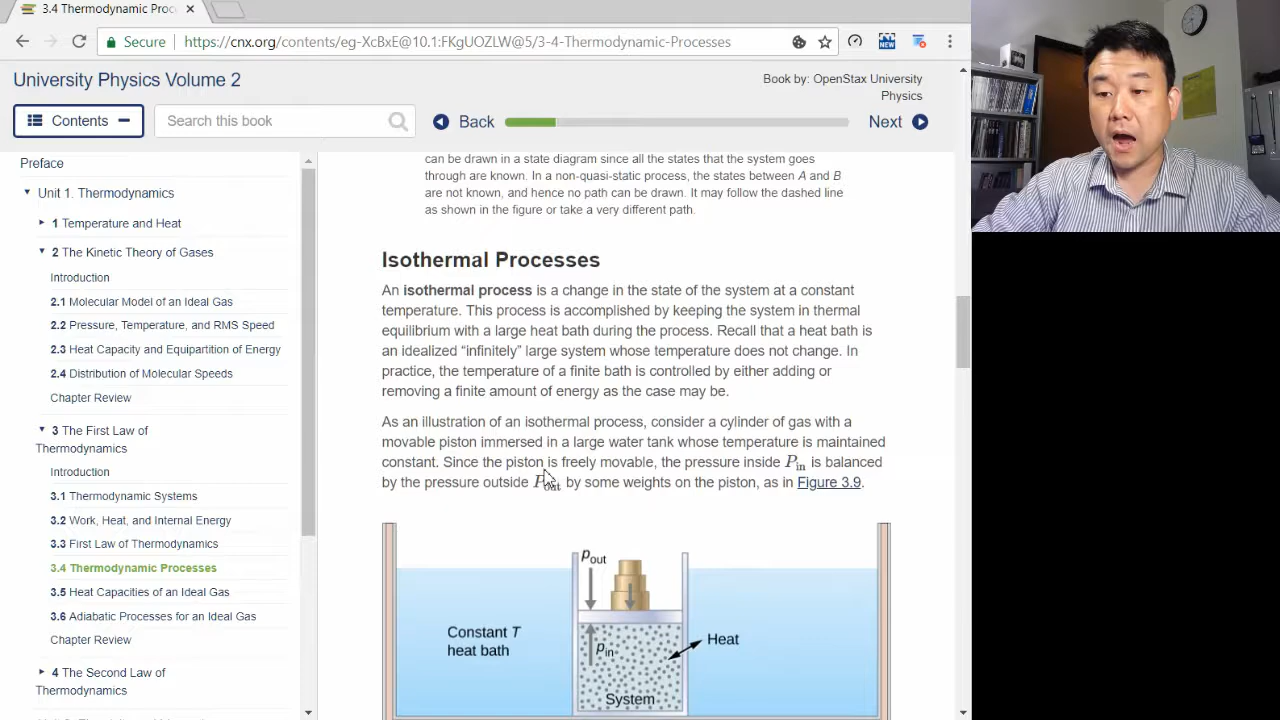 3.4 Thermodynamic Proc
Secure
https://cnx.org/contents/eg-XcBxE@10.1:FKgUOZLW@5/3-4-Thermodynamic-Processes
NEW
University Physics Volume 2
Book by: OpenStax University
Physics
Contents
Search this book
Back
Next
Preface
Unit 1. Thermodynamics
1 Temperature and Heat
2 The Kinetic Theory of Gases
Introduction
2.1 Molecular Model of an Ideal Gas
2.2 Pressure, Temperature, and RMS Speed
2.3 Heat Capacity and Equipartition of Energy
2.4 Distribution of Molecular Speeds
Chapter Review
3 The First Law of
Thermodynamics
Introduction
3.1 Thermodynamic Systems
3.2 Work, Heat, and Internal Energy
3.3 First Law of Thermodynamics
3.4 Thermodynamic Processes
3.5 Heat Capacities of an Ideal Gas
3.6 Adiabatic Processes for an Ideal Gas
Chapter Review
4 The Second Law of
Thermodynamics
can be drawn in a state diagram since all the states that the system goes
through are known. In a non-quasi-static process, the states between A and B
are not known, and hence no path can be drawn. It may follow the dashed line
as shown in the figure or take a very different path.
Isothermal Processes
An isothermal process is a change in the state of the system at a constant
temperature. This process is accomplished by keeping the system in thermal
equilibrium with a large heat bath during the process. Recall that a heat bath is
an idealized “infinitely” large system whose temperature does not change. In
practice, the temperature of a finite bath is controlled by either adding or
removing a finite amount of energy as the case may be.
As an illustration of an isothermal process, consider a cylinder of gas with a
movable piston immersed in a large water tank whose temperature is maintained
constant. Since the piston is freely movable, the pressure inside Pin is balanced
by the pressure outside Pout by some weights on the piston, as in Figure 3.9.
pout
Constant T
heat bath
pin
Heat
System